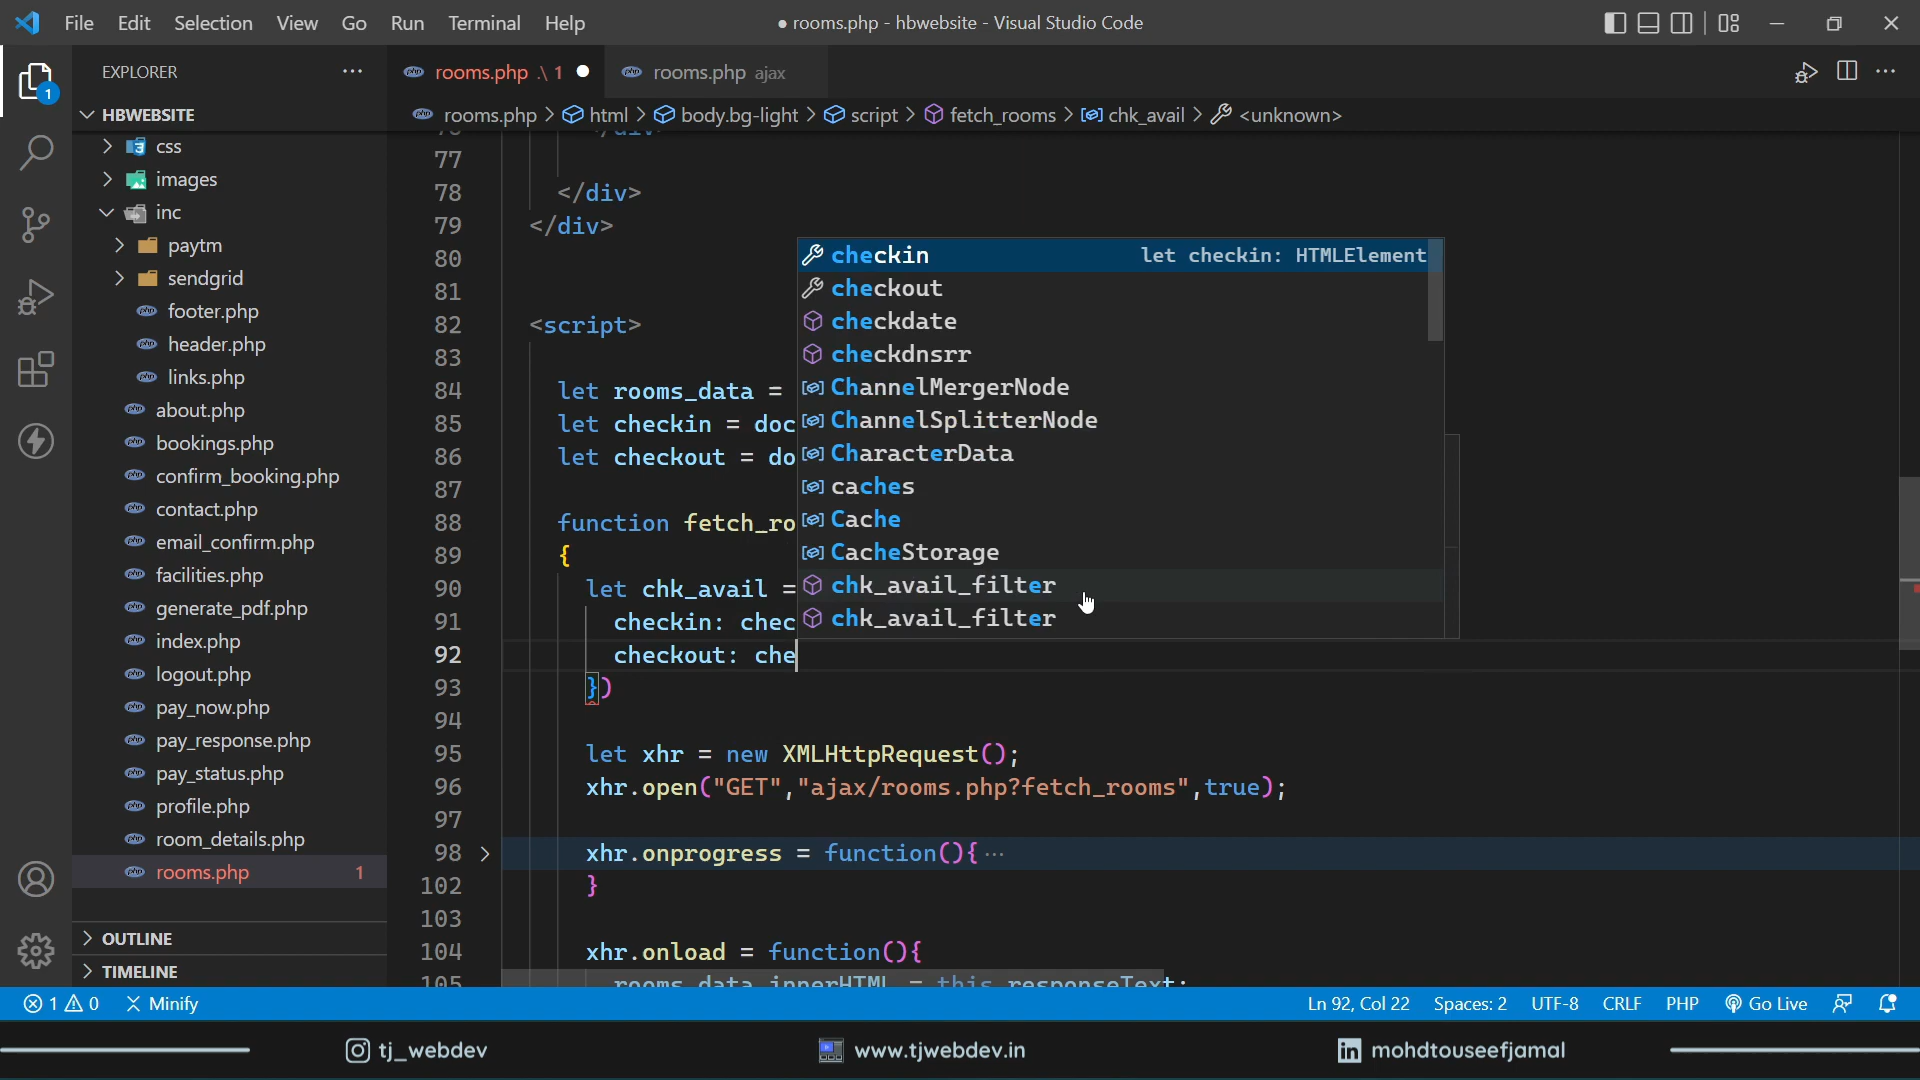 File Edit Selection View Go Run Terminal Help
● rooms.php - hbwebsite - Visual Studio Code
EXPLORER
rooms.php .\ 1 ●
rooms.php ajax
HBWEBSITE
rooms.php > html > body.bg-light > script > fetch_rooms > chk_avail > <unknown>
css
images
inc
paytm
sendgrid
footer.php
header.php
links.php
about.php
bookings.php
confirm_booking.php
contact.php
email_confirm.php
facilities.php
generate_pdf.php
index.php
logout.php
pay_now.php
pay_response.php
pay_status.php
profile.php
room_details.php
rooms.php 1
OUTLINE
TIMELINE
77
78 </div>
79 </div>
80
81
82 <script>
83
84 let rooms_data =
85 let checkin = doc
86 let checkout = do
87
88 function fetch_ro
89 {
90 let chk_avail =
91 checkin: chec
92 checkout: che
93 })
94
95 let xhr = new XMLHttpRequest();
96 xhr.open("GET","ajax/rooms.php?fetch_rooms",true);
97
98 xhr.onprogress = function(){ ···
102 }
103
104 xhr.onload = function(){
105 rooms_data.innerHTML = this.responseText;
checkin let checkin: HTMLElement
checkout
checkdate
checkdnsrr
ChannelMergerNode
ChannelSplitterNode
CharacterData
caches
Cache
CacheStorage
chk_avail_filter
chk_avail_filter
1 0 Minify
Ln 92, Col 22 Spaces: 2 UTF-8 CRLF PHP Go Live
tj_webdev
www.tjwebdev.in
mohdtouseefjamal